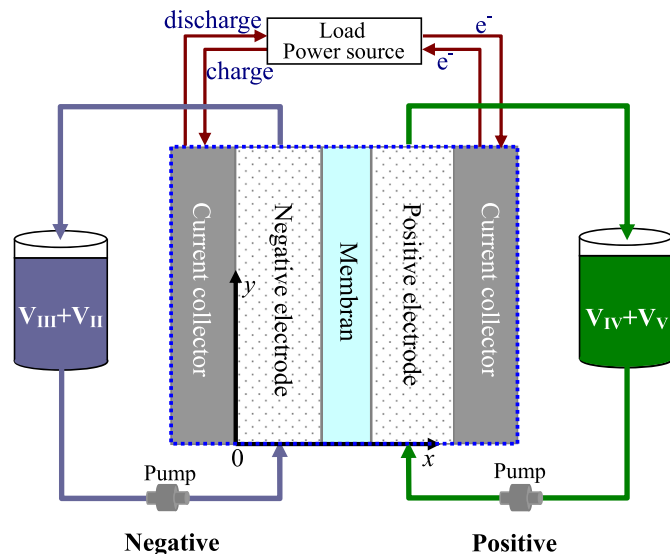 discharge
Load
Power source
e-
charge
e-
Current collector
Negative electrode
Membran
Positive electrode
Current collector
y
VIII+VII
VIV+VV
0
x
Pump
Pump
Negative
Positive